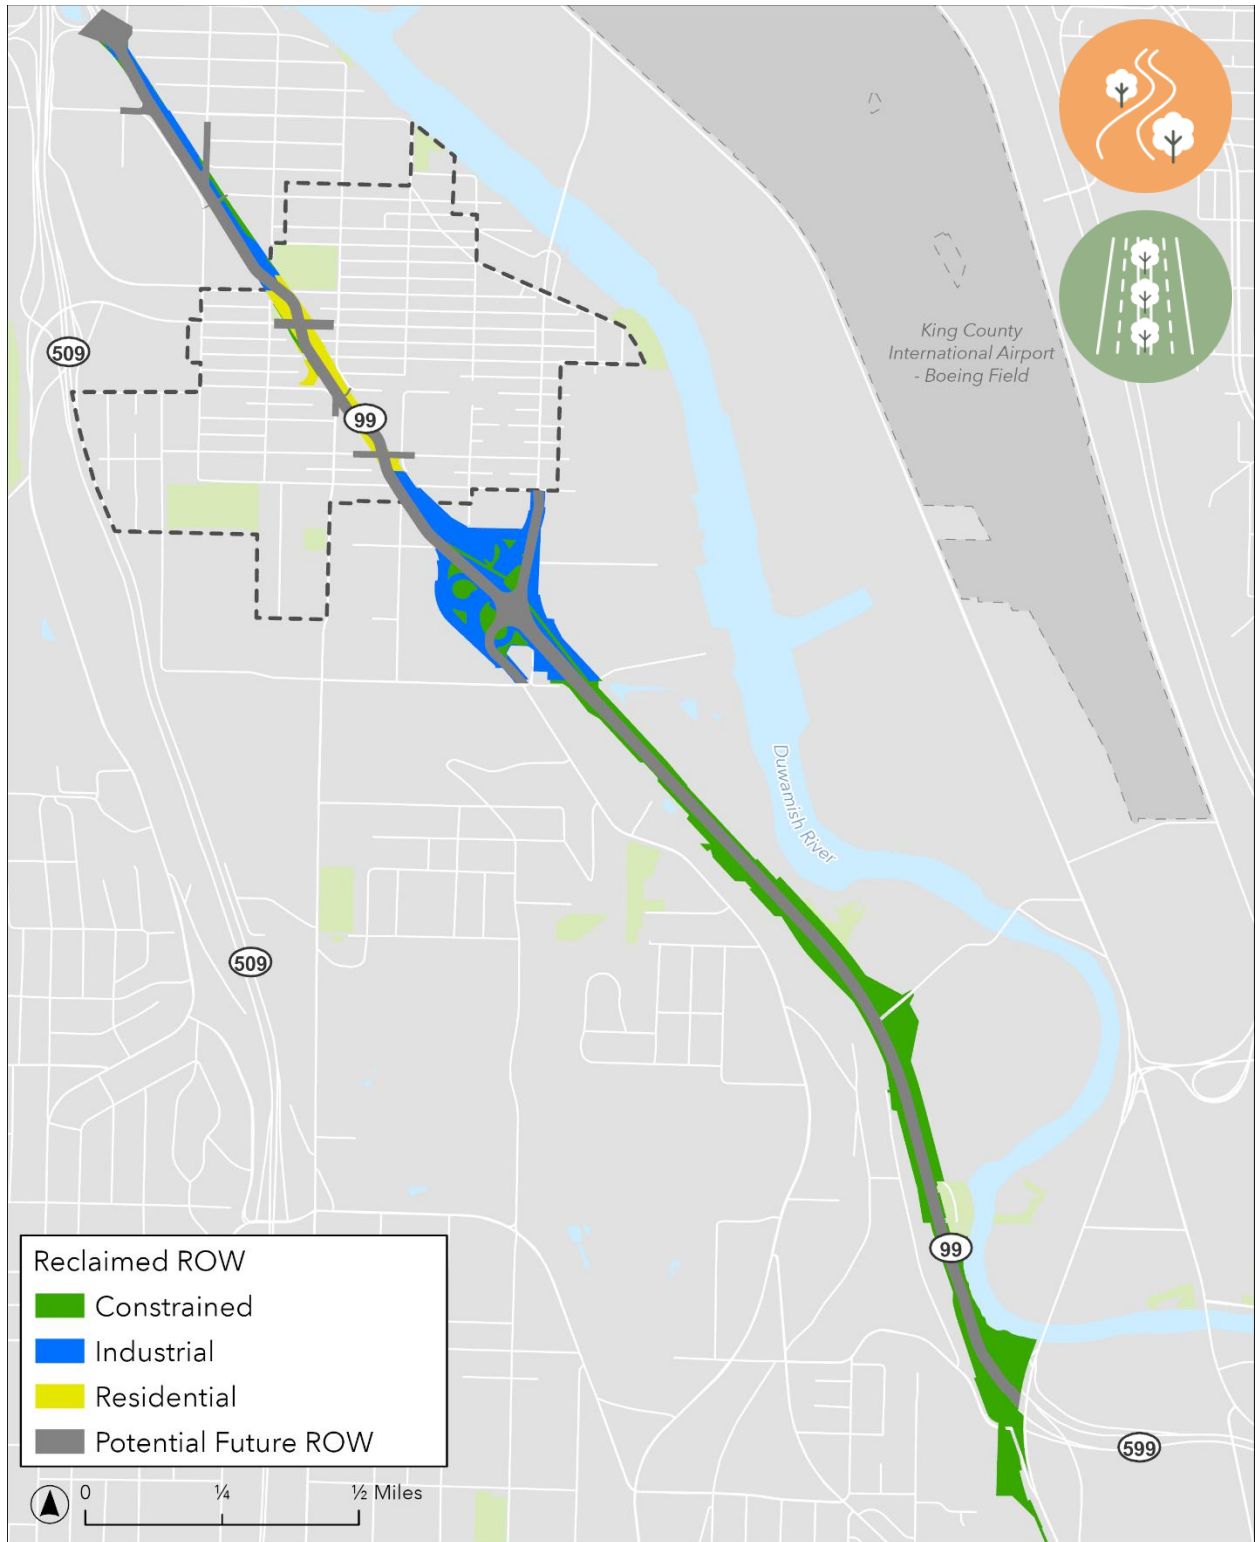 King County
International Airport
- Boeing Field
509
99
Duwamish River
509
99
599
Reclaimed ROW
Constrained
Industrial
Residential
Potential Future ROW
0 ¼ ½ Miles